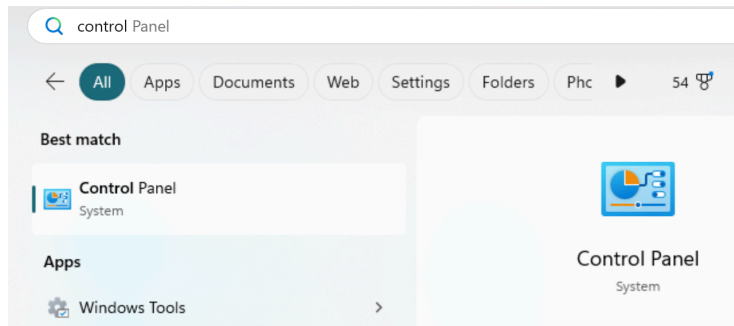 control Panel
All Apps Documents Web Settings Folders Phc 54
Best match
Control Panel
System
Control Panel
System
Apps
Windows Tools